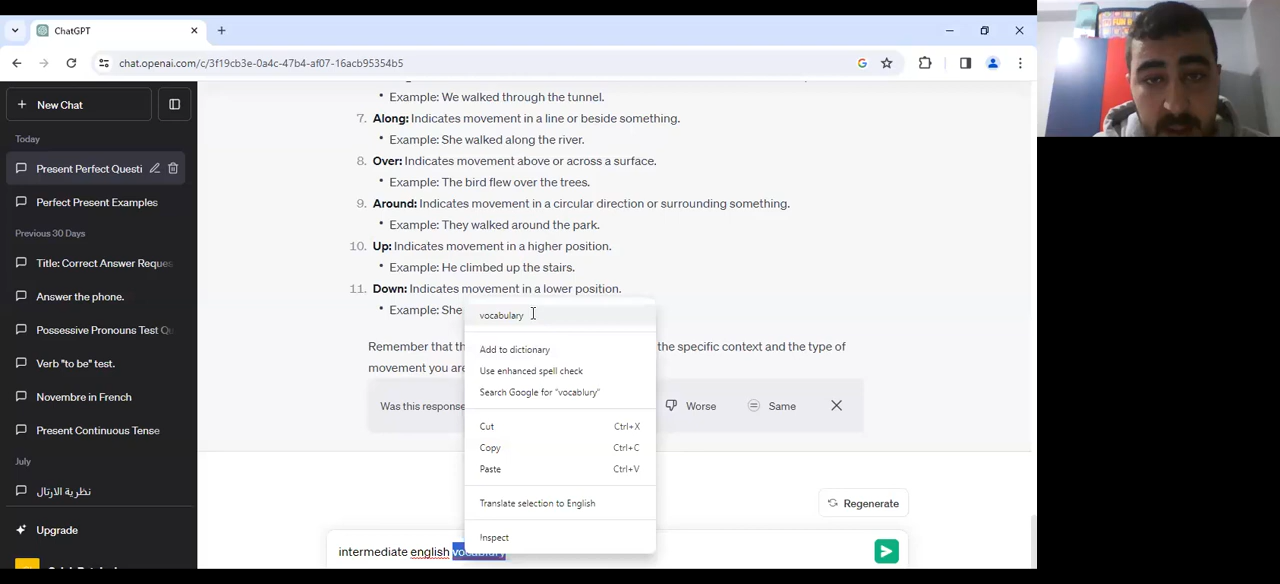 ChatGPT
chat.openai.com/c/3f19cb3e-0a4c-47b4-af07-16acb95354b5
New Chat
Today
Present Perfect Questi
Perfect Present Examples
Previous 30 Days
Title: Correct Answer Reques
Answer the phone.
Possessive Pronouns Test Q
Verb "to be" test.
Novembre in French
Present Continuous Tense
July
نظرية الارتال
Upgrade
• Example: We walked through the tunnel.
7. Along: Indicates movement in a line or beside something.
• Example: She walked along the river.
8. Over: Indicates movement above or across a surface.
• Example: The bird flew over the trees.
9. Around: Indicates movement in a circular direction or surrounding something.
• Example: They walked around the park.
10. Up: Indicates movement in a higher position.
• Example: He climbed up the stairs.
11. Down: Indicates movement in a lower position.
• Example: She
Remember that th the specific context and the type of
movement you are
Was this response Worse Same
vocabulary
Add to dictionary
Use enhanced spell check
Search Google for "vocablury"
Cut Ctrl+X
Copy Ctrl+C
Paste Ctrl+V
Translate selection to English
Inspect
Regenerate
intermediate english vocablury